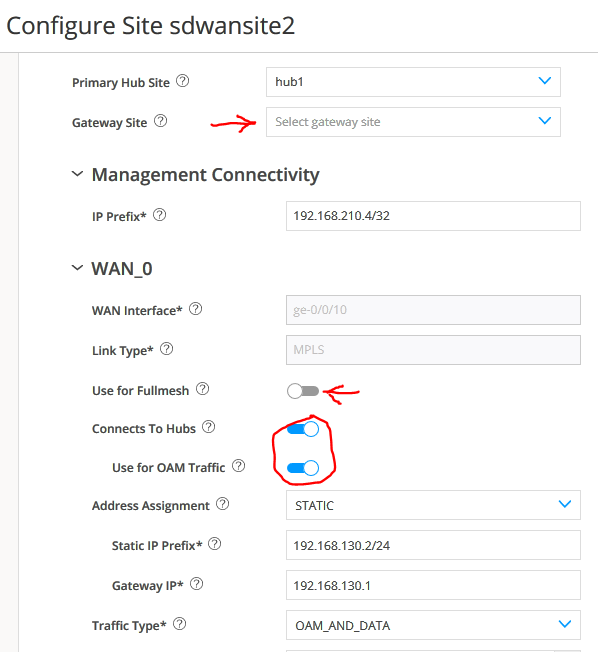 Configure Site sdwansite2
Primary Hub Site ? hub1
Gateway Site ? Select gateway site
Management Connectivity
IP Prefix* ? 192.168.210.4/32
WAN_0
WAN Interface* ? ge-0/0/10
Link Type* ? MPLS
Use for Fullmesh ?
Connects To Hubs ?
Use for OAM Traffic ?
Address Assignment ? STATIC
Static IP Prefix* ? 192.168.130.2/24
Gateway IP* ? 192.168.130.1
Traffic Type* ? OAM_AND_DATA